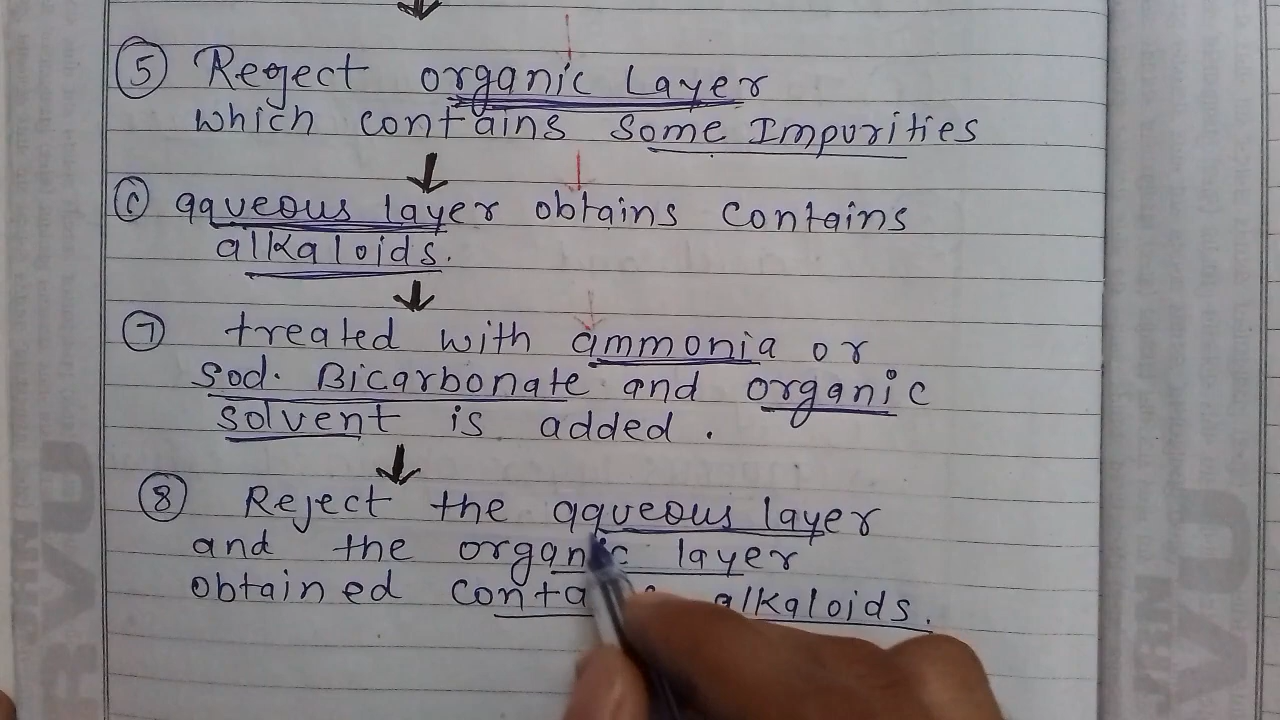 ⑤ Reject organic Layer
which contains some Impurities
⑥ aqueous layer obtains contains
alkaloids.
⑦ treated with ammonia or
Sod. Bicarbonate and organic
solvent is added.
⑧ Reject the aqueous layer
and the organic layer
obtained alkaloids.